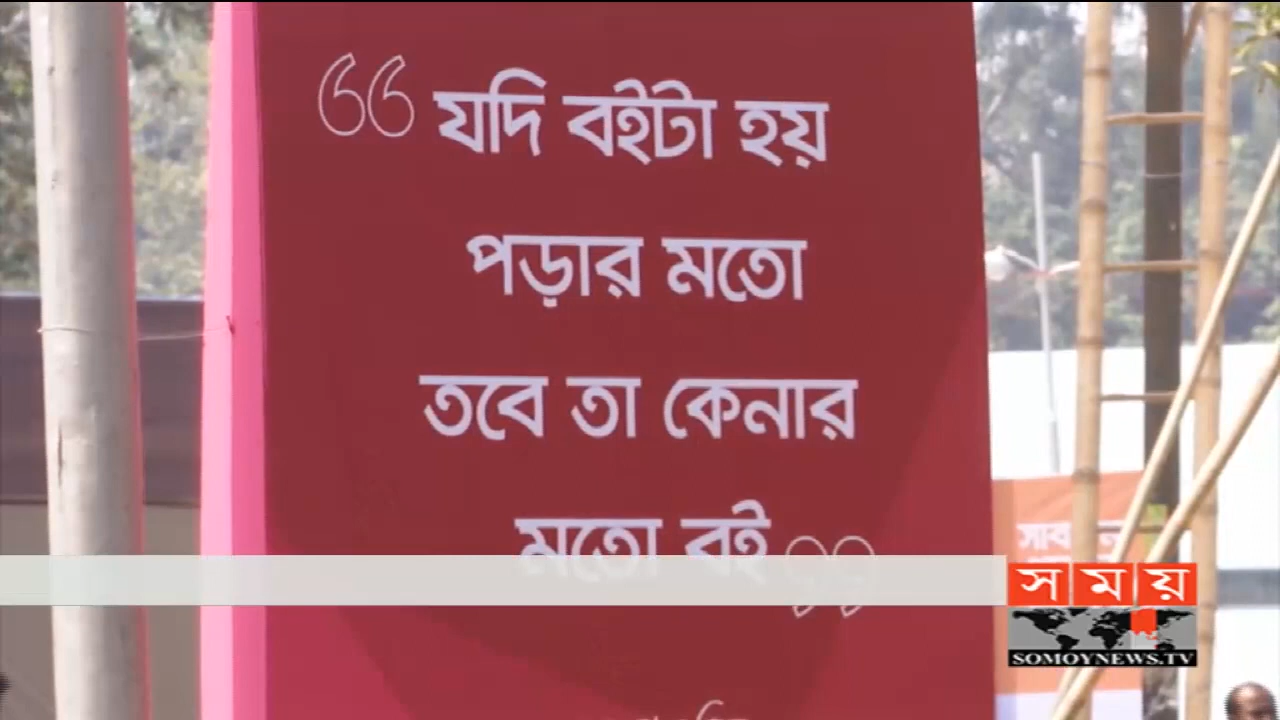 “যদি বইটা হয়
পড়ার মতো
তবে তা কেনার
মতো বই”
সময়
SOMOYNEWS.TV